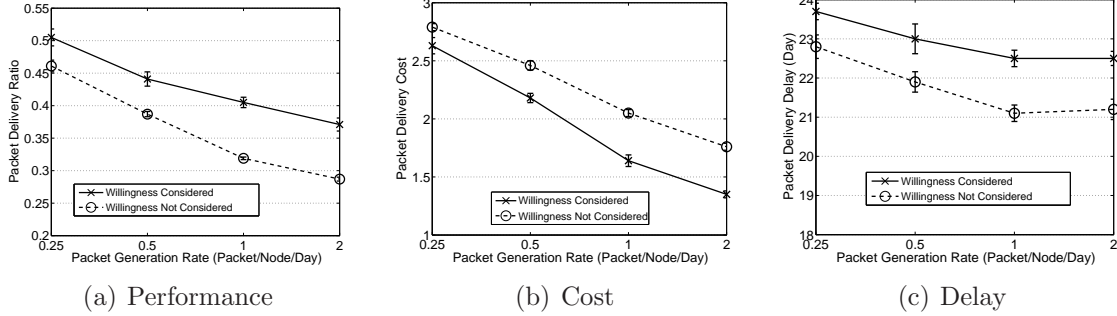 0.55
0.5
0.45
0.4
0.35
0.3
0.25
0.2
Packet Delivery Ratio
Willingness Considered
Willingness Not Considered
0.25 0.5 1 2
Packet Generation Rate (Packet/Node/Day)
(a) Performance
3
2.5
2
1.5
1
Packet Delivery Cost
Willingness Considered
Willingness Not Considered
0.25 0.5 1 2
Packet Generation Rate (Packet/Node/Day)
(b) Cost
24
23
22
21
20
19
18
Packet Delivery Delay (Day)
Willingness Considered
Willingness Not Considered
0.25 0.5 1 2
Packet Generation Rate (Packet/Node/Day)
(c) Delay